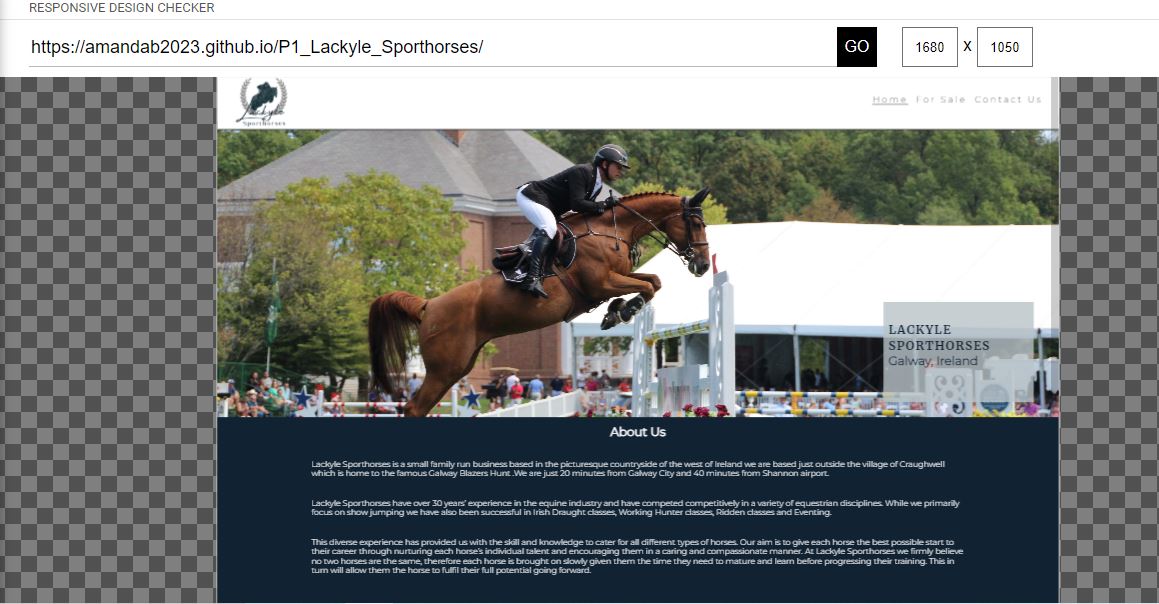 RESPONSIVE DESIGN CHECKER
https://amandab2023.github.io/P1_Lackyle_Sporthorses/
GO
1680 x 1050
Lackyle
Sporthorses
Home For Sale Contact Us
LACKYLE
SPORTHORSES
Galway, Ireland
About Us
Lackyle Sporthorses is a small family run business based in the picturesque countryside of the west of Ireland we are based just outside the village of Craughwell
which is home to the famous Galway Blazers Hunt .We are just 20 minutes from Galway City and 40 minutes from Shannon airport.
Lackyle Sporthorses have over 30 years' experience in the equine industry and have competed competitively in a variety of equestrian disciplines. While we primarily
focus on show jumping we have also been successful in Irish Draught classes, Working Hunter classes, Ridden classes and Eventing.
This diverse experience has provided us with the skill and knowledge to cater for all different types of horses. Our aim is to give each horse the best possible start to
their career through nurturing each horse's individual talent and encouraging them in a caring and compassionate manner. At Lackyle Sporthorses we firmly believe
no two horses are the same, therefore each horse is brought on slowly given them the time they need to mature and learn before progressing their training. This in
turn will allow them the horse to fulfil their full potential going forward.